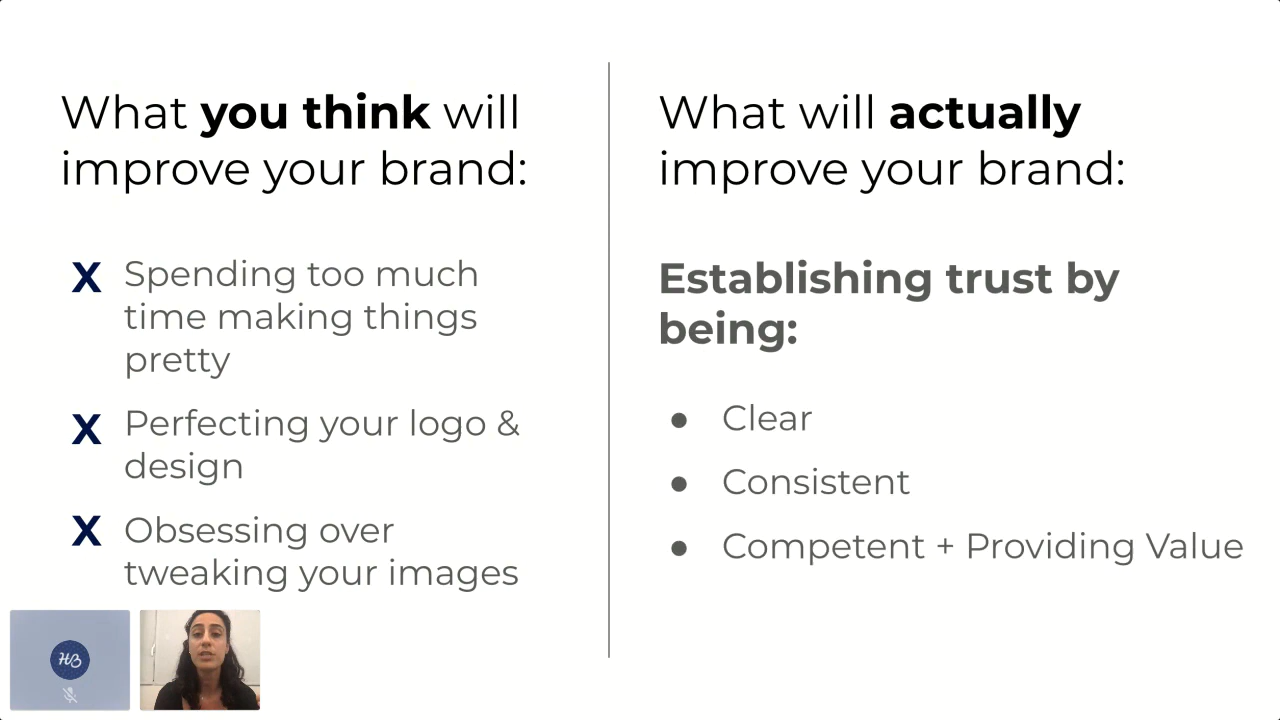 What you think will
improve your brand:
X Spending too much
time making things
pretty
X Perfecting your logo &
design
X Obsessing over
tweaking your images
What will actually
improve your brand:
Establishing trust by
being:
● Clear
● Consistent
● Competent + Providing Value
HB